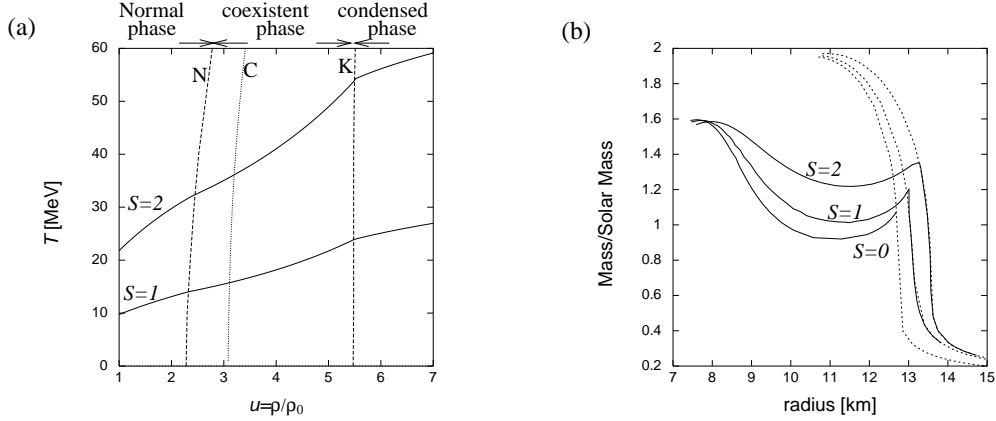 (a)
Normal phase
coexistent phase
condensed phase
N
C
K
S=2
S=1
T [MeV]
60
50
40
30
20
10
0
1 2 3 4 5 6 7
u=ρ/ρ0
(b)
Mass/Solar Mass
2
1.8
1.6
1.4
1.2
1
0.8
0.6
0.4
0.2
S=2
S=1
S=0
7 8 9 10 11 12 13 14 15
radius [km]